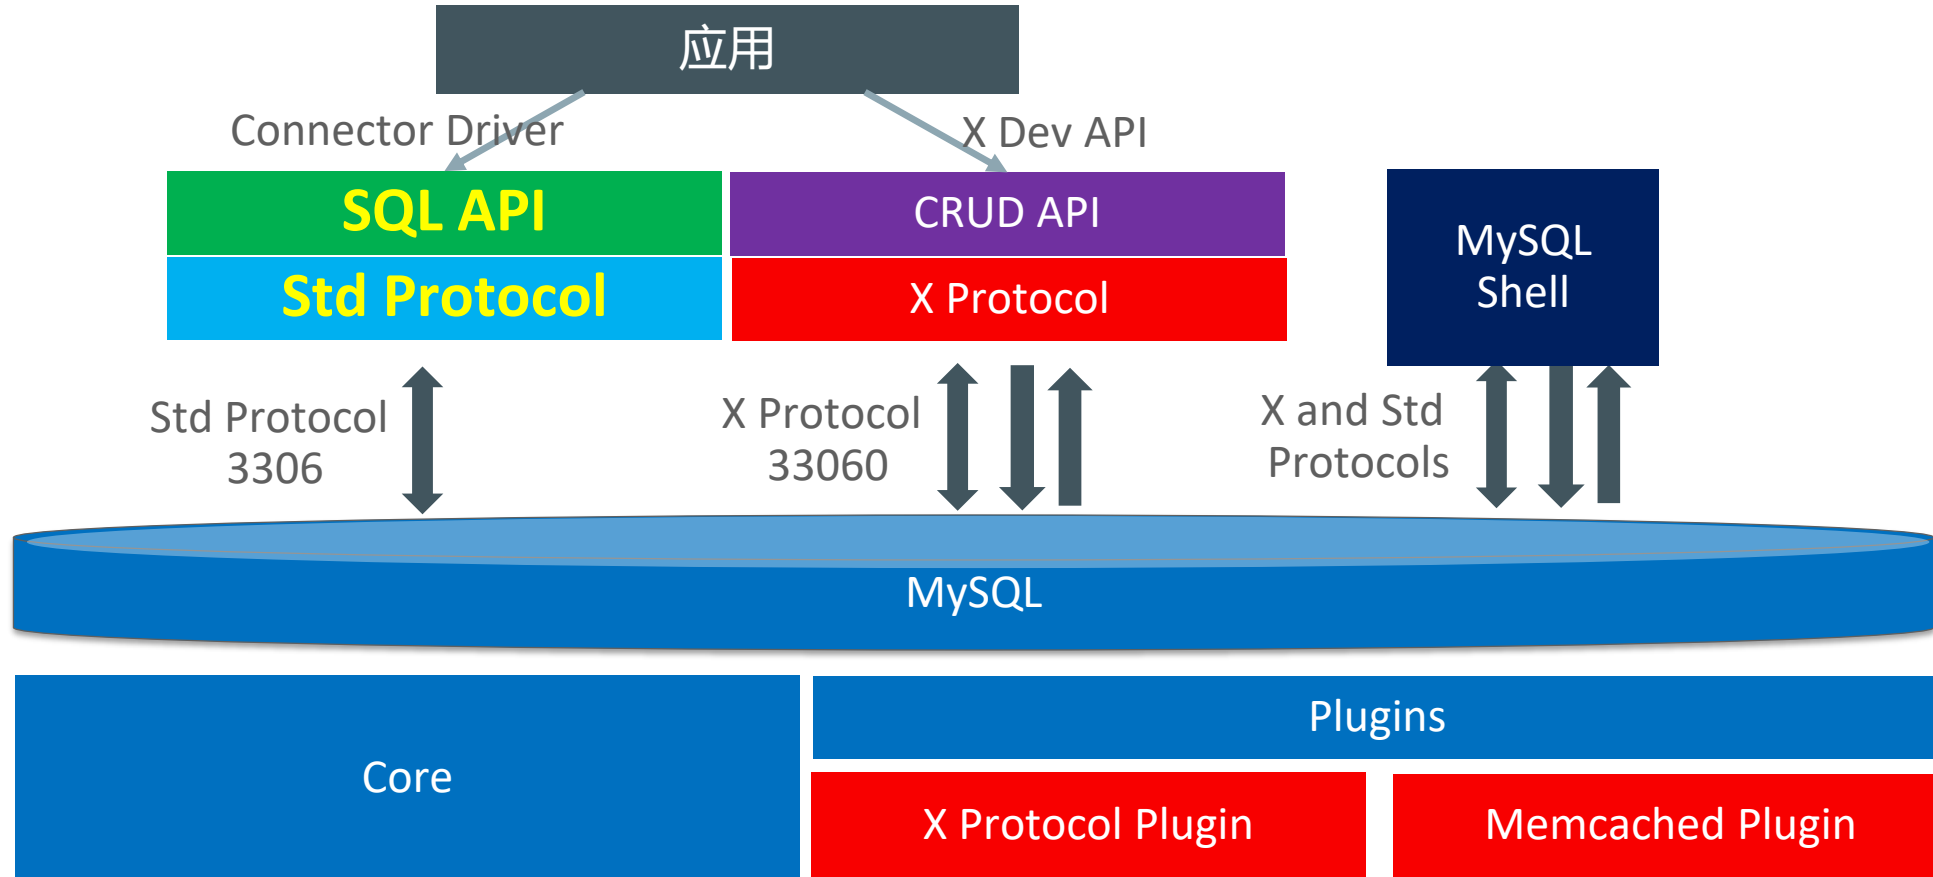 应用
Connector Driver
X Dev API
SQL API
CRUD API
Std Protocol
X Protocol
MySQL
Shell
Std Protocol
3306
X Protocol
33060
X and Std
Protocols
MySQL
Core
Plugins
X Protocol Plugin
Memcached Plugin